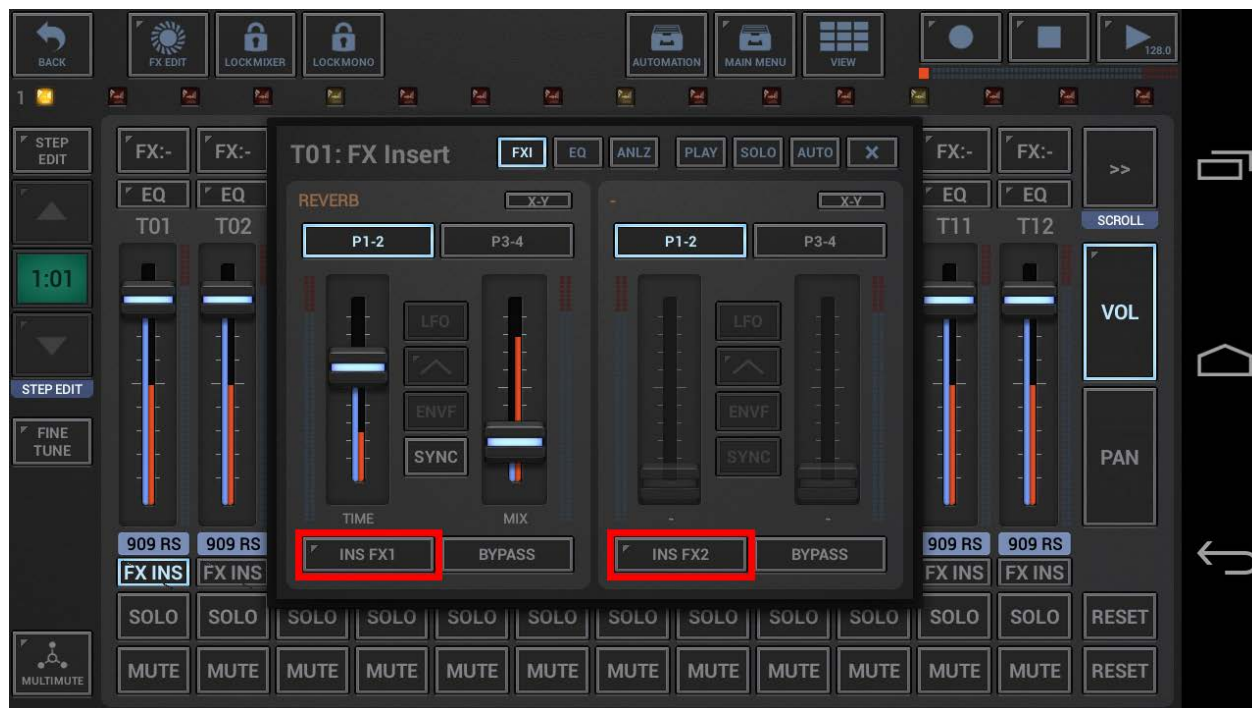 BACK
FX EDIT
LOCKMIXER
LOCKMONO
AUTOMATION
MAIN MENU
VIEW
128.0
1
STEP EDIT
FX:-
FX:-
T01: FX Insert
FXI
EQ
ANLZ
PLAY
SOLO
AUTO
X
FX:-
FX:-
>>
EQ
EQ
REVERB
X-Y
-
X-Y
EQ
EQ
T01
T02
P1-2
P3-4
P1-2
P3-4
T11
T12
SCROLL
1:01
LFO
LFO
VOL
STEP EDIT
ENVF
ENVF
FINE TUNE
SYNC
SYNC
PAN
TIME
MIX
-
-
909 RS
909 RS
INS FX1
BYPASS
INS FX2
BYPASS
909 RS
909 RS
FX INS
FX INS
FX INS
FX INS
SOLO
SOLO
SOLO
SOLO
SOLO
SOLO
SOLO
SOLO
SOLO
SOLO
SOLO
SOLO
RESET
MULTIMUTE
MUTE
MUTE
MUTE
MUTE
MUTE
MUTE
MUTE
MUTE
MUTE
MUTE
MUTE
MUTE
RESET